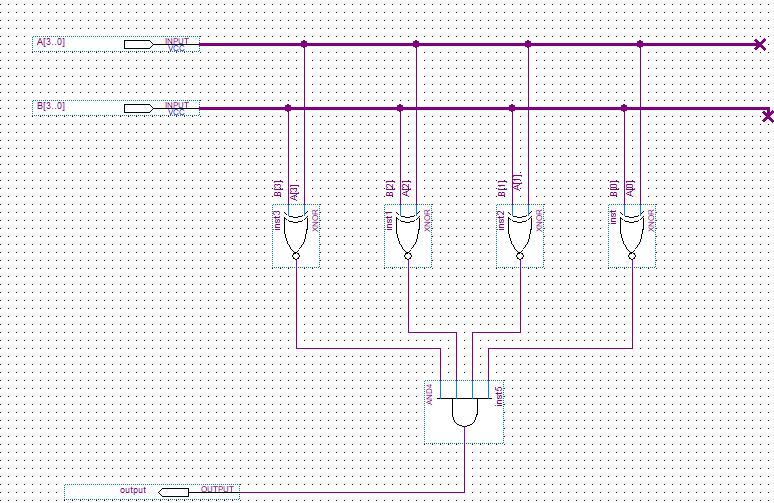 A[3..0] INPUT
VCC
B[3..0] INPUT
VCC
B[3] A[3] B[2] A[2] B[1] A[1] B[0] A[0]
inst3 XNOR inst1 XNOR inst2 XNOR inst XNOR
AND4 inst5
output OUTPUT